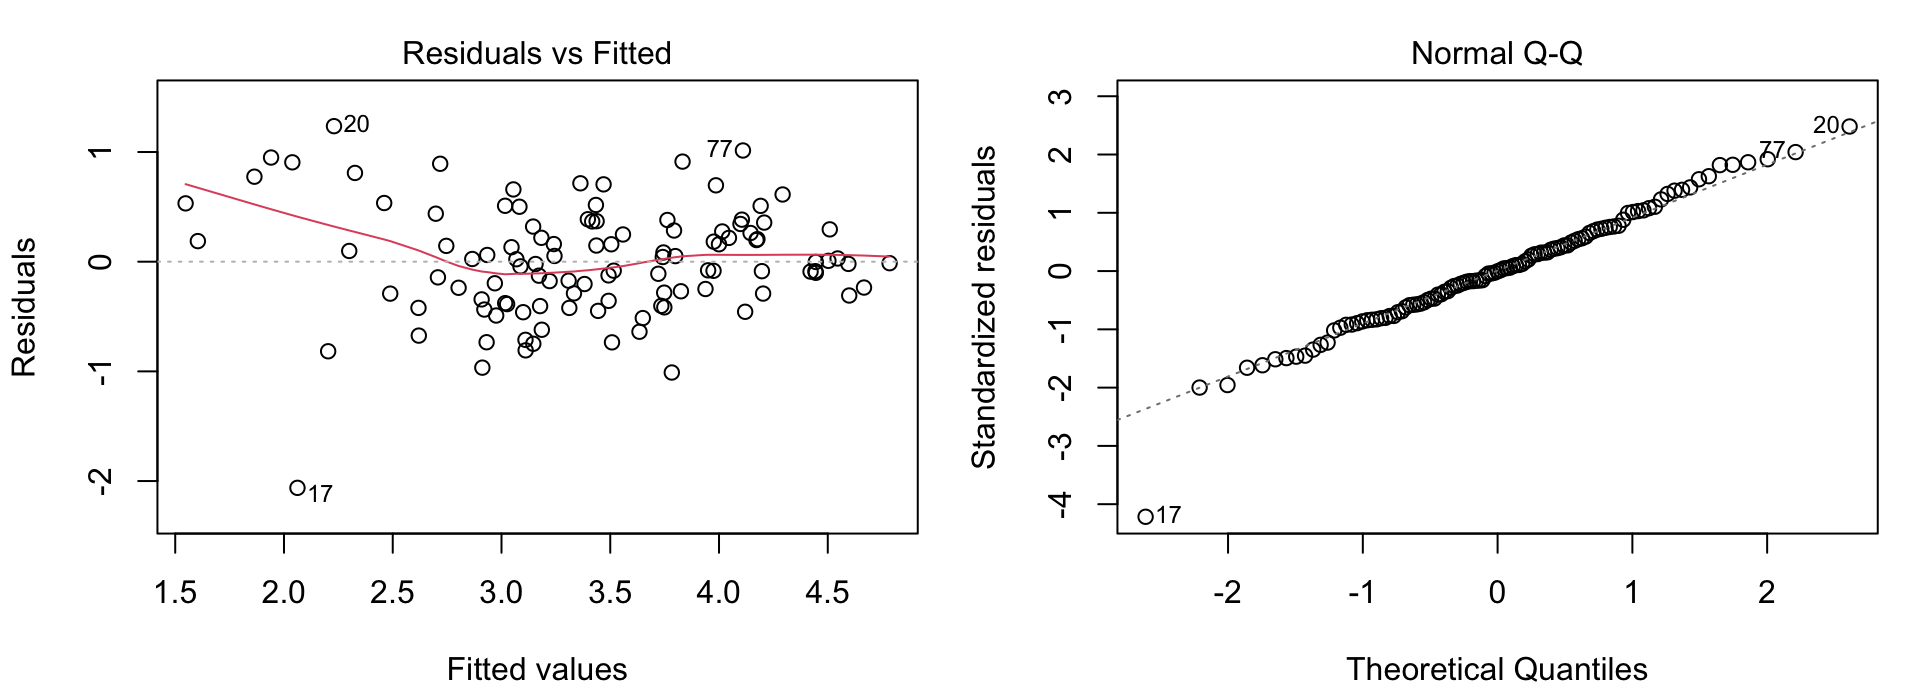 Residuals vs Fitted
Residuals
1
0
-1
-2
20
77
17
1.5 2.0 2.5 3.0 3.5 4.0 4.5
Fitted values
Normal Q-Q
Standardized residuals
3
2
1
0
-1
-2
-3
-4
20
77
17
-2 -1 0 1 2
Theoretical Quantiles